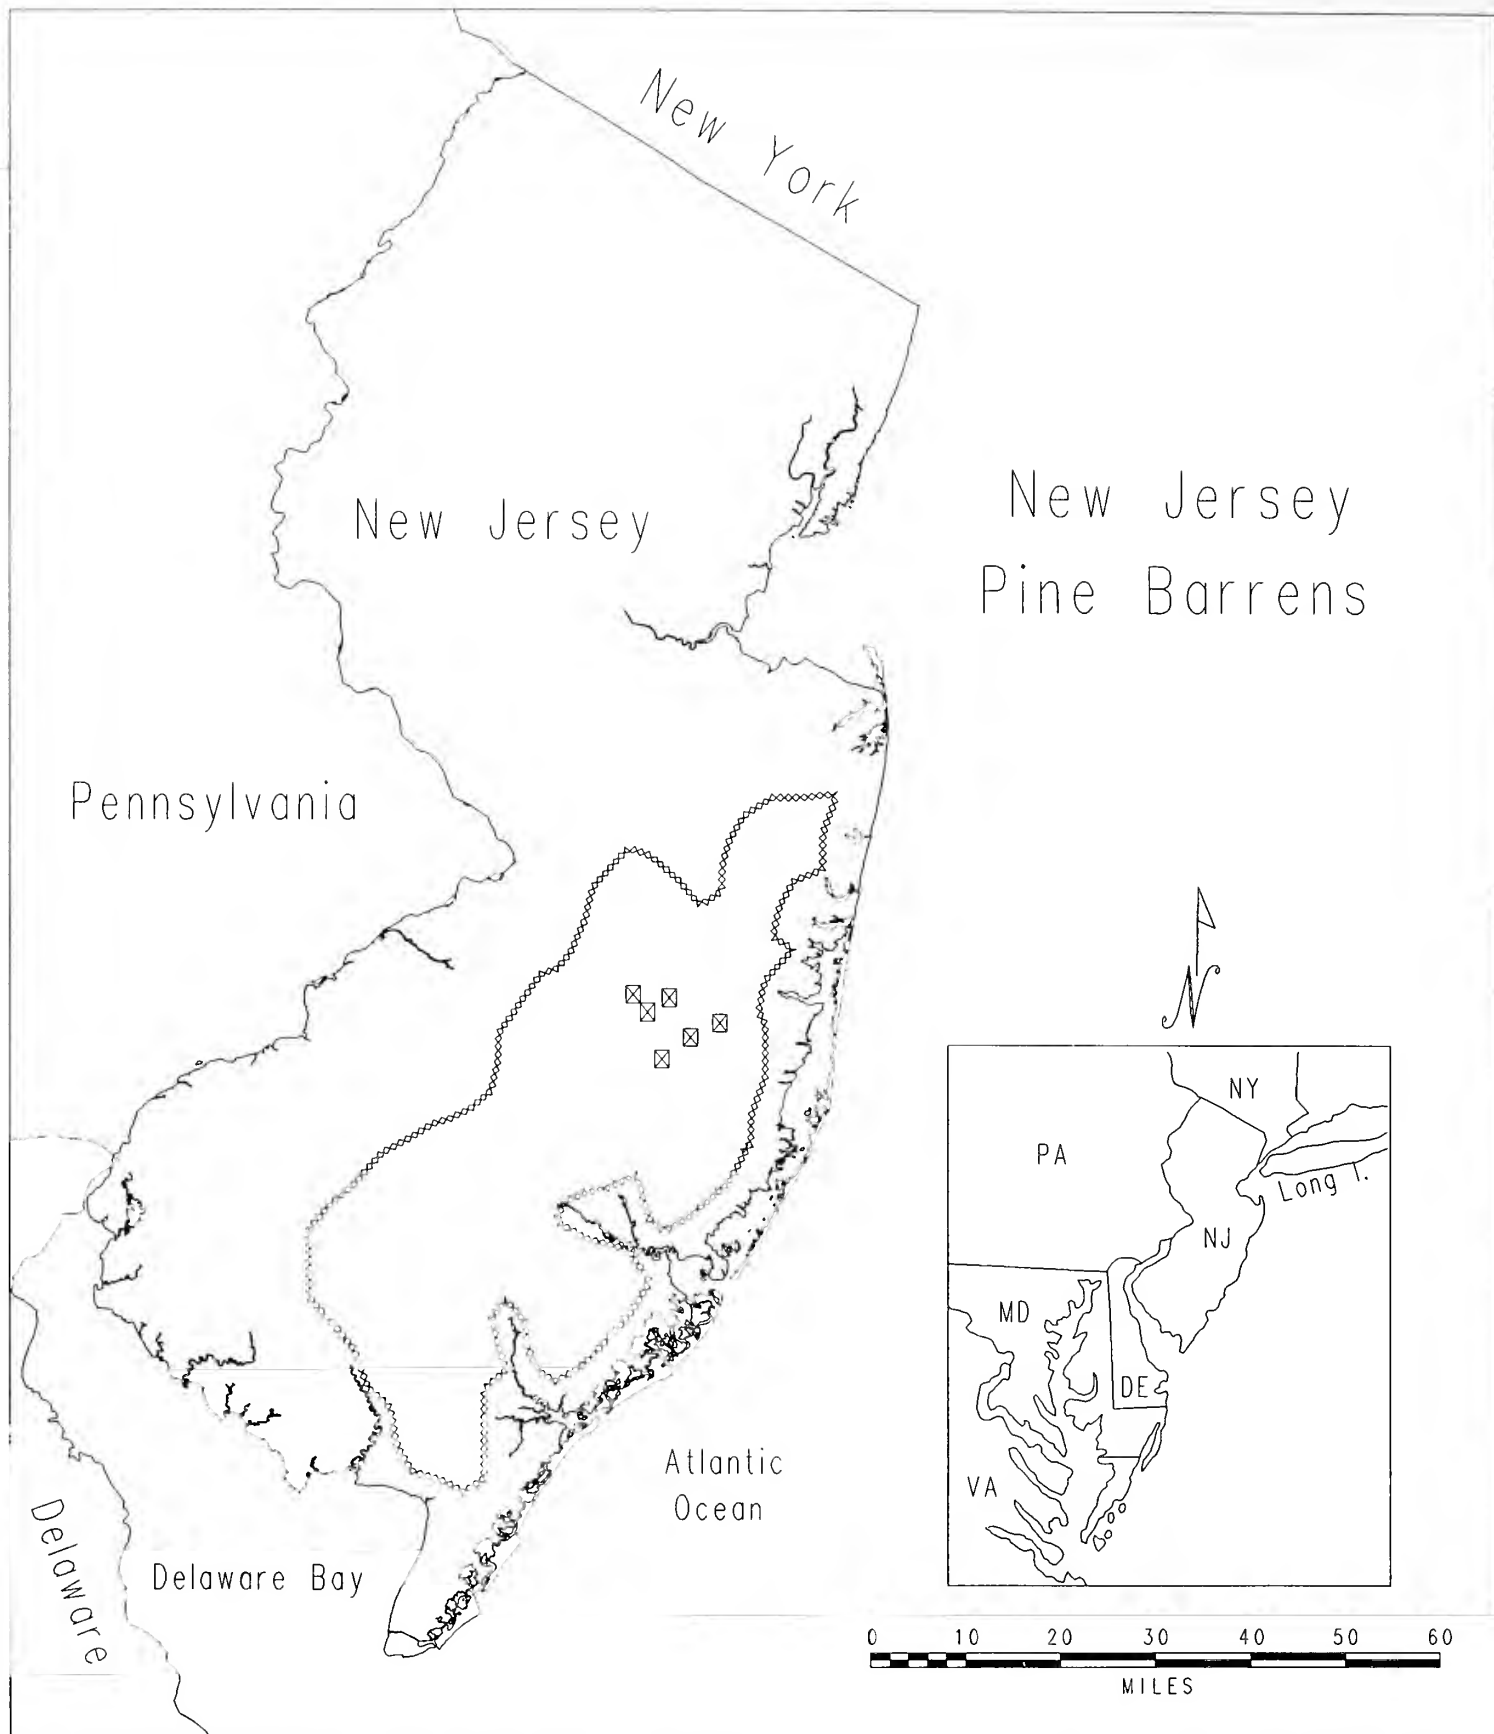 New York
New Jersey
New Jersey
Pine Barrens
Pennsylvania
N
NY
PA
Long I.
NJ
MD
DE
VA
Atlantic
Ocean
Delaware
Delaware Bay
0 10 20 30 40 50 60
MILES